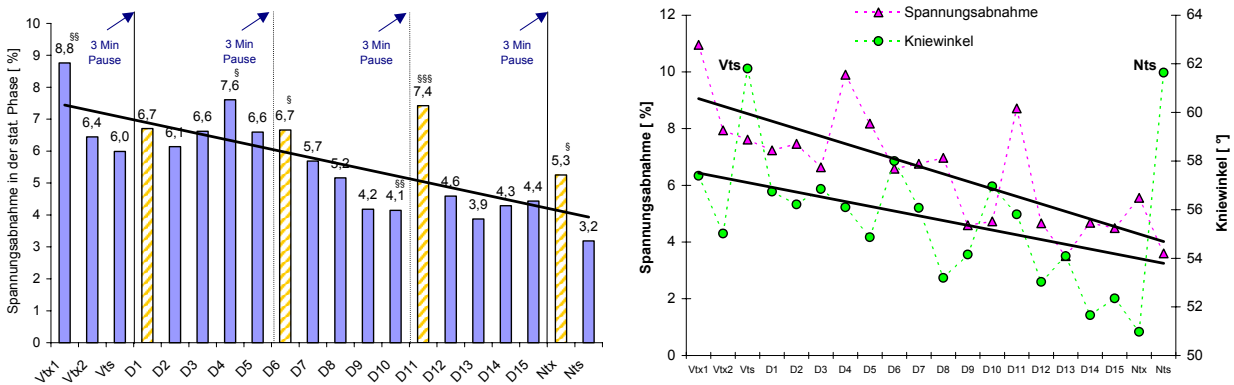 Spannungsabnahme in der stat. Phase [ %]
10
9
8
7
6
5
4
3
2
1
0
3 Min
Pause
3 Min
Pause
3 Min
Pause
3 Min
Pause
8,8 §§
6,4
6,0
6,7
6,1
6,6
7,6 §
6,6
6,7 §
5,7
5,2
4,2
4,1 §§
7,4 §§§
4,6
3,9
4,3
4,4
5,3 §
3,2
Vtx1
Vtx2
Vts
D1
D2
D3
D4
D5
D6
D7
D8
D9
D10
D11
D12
D13
D14
D15
Ntx
Nts
Spannungsabnahme
Kniewinkel
Spannungsabnahme [ %]
12
10
8
6
4
2
0
Vts
Nts
64
62
60
58
56
54
52
50
Kniewinkel [ °]
Vtx1
Vtx2
Vts
D1
D2
D3
D4
D5
D6
D7
D8
D9
D10
D11
D12
D13
D14
D15
Ntx
Nts